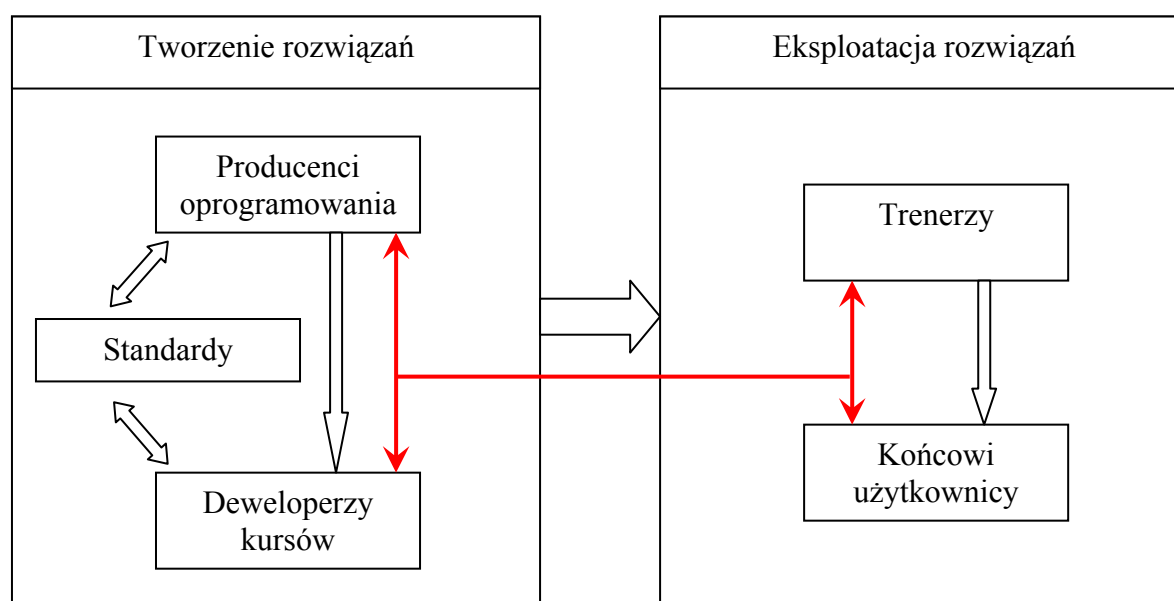 Tworzenie rozwiązań
Eksploatacja rozwiązań
Producenci
oprogramowania
Trenerzy
Standardy
Deweloperzy
kursów
Końcowi
użytkownicy